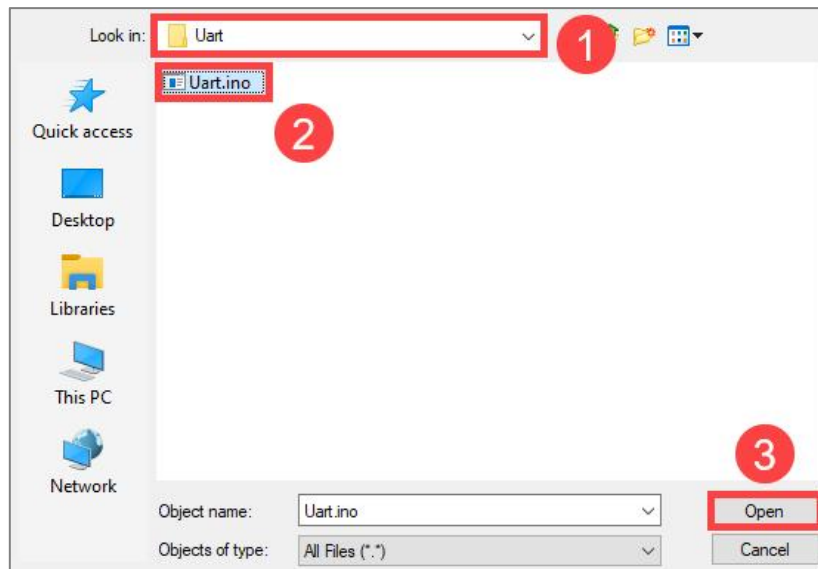 Look in: Uart
1
Uart.ino
2
Quick access
Desktop
Libraries
This PC
Network
3
Object name: Uart.ino Open
Objects of type: All Files (*.*) Cancel